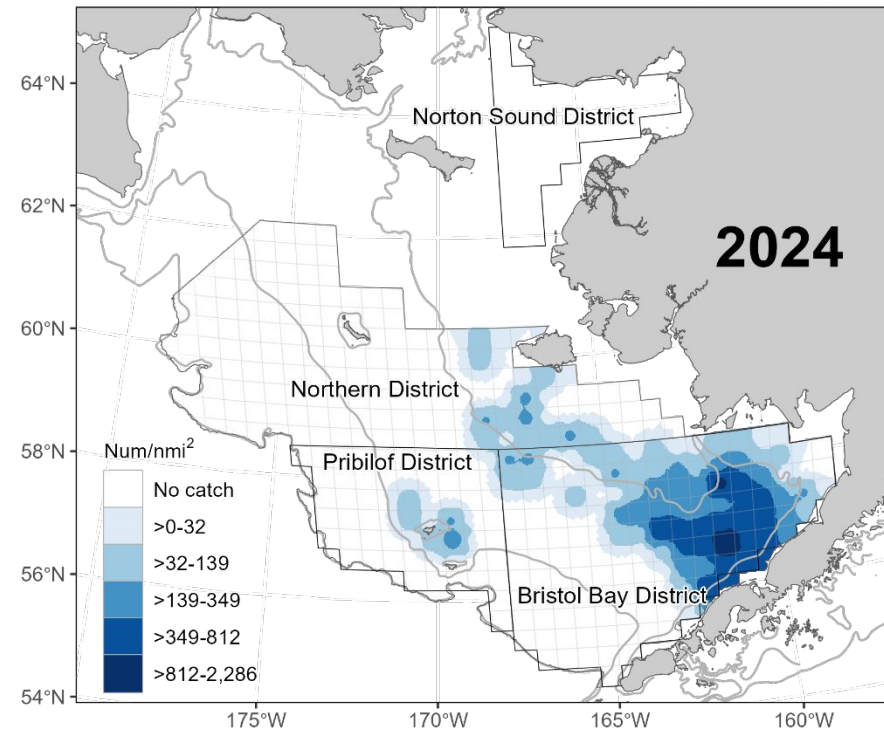 64°N
Norton Sound District
62°N
2024
60°N
Northern District
58°N
Num/nmi²
Pribilof District
No catch
>0-32
>32-139
56°N
>139-349
Bristol Bay District
>349-812
>812-2,286
54°N
175°W
170°W
165°W
160°W